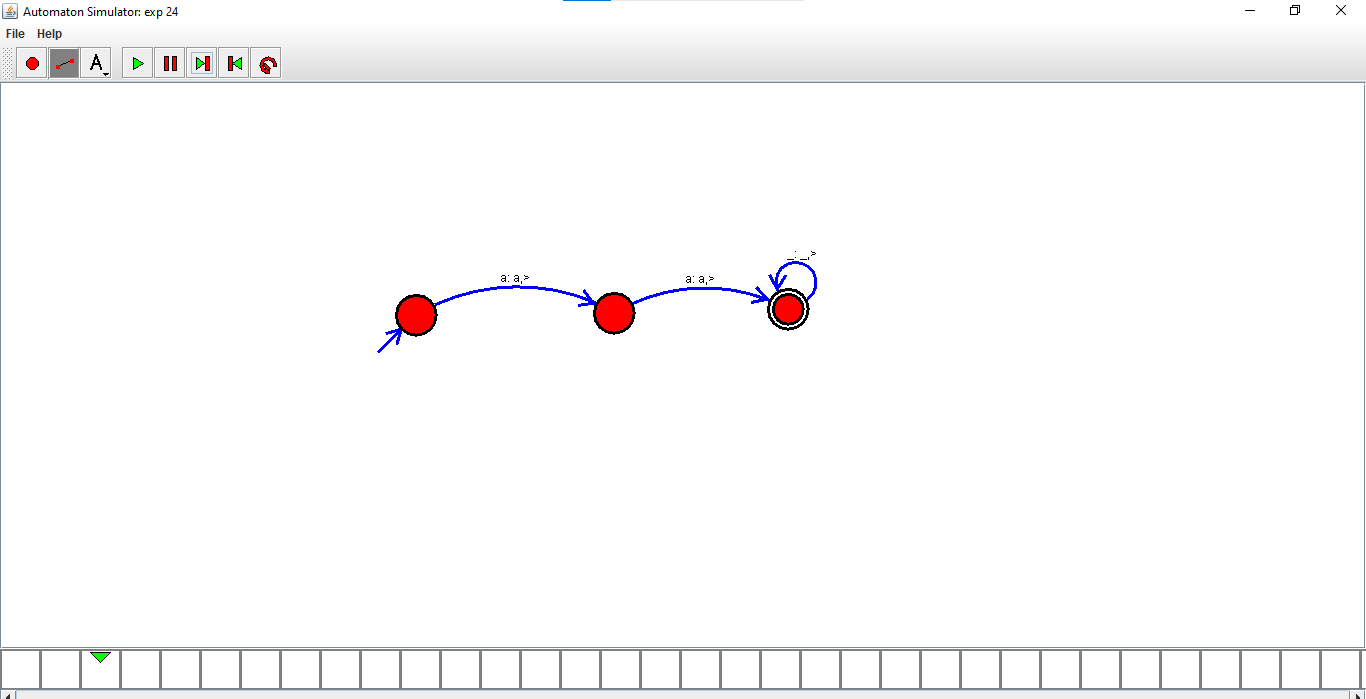 Automaton Simulator: exp 24
File Help
A
_: _,>
a: a,> a: a,>